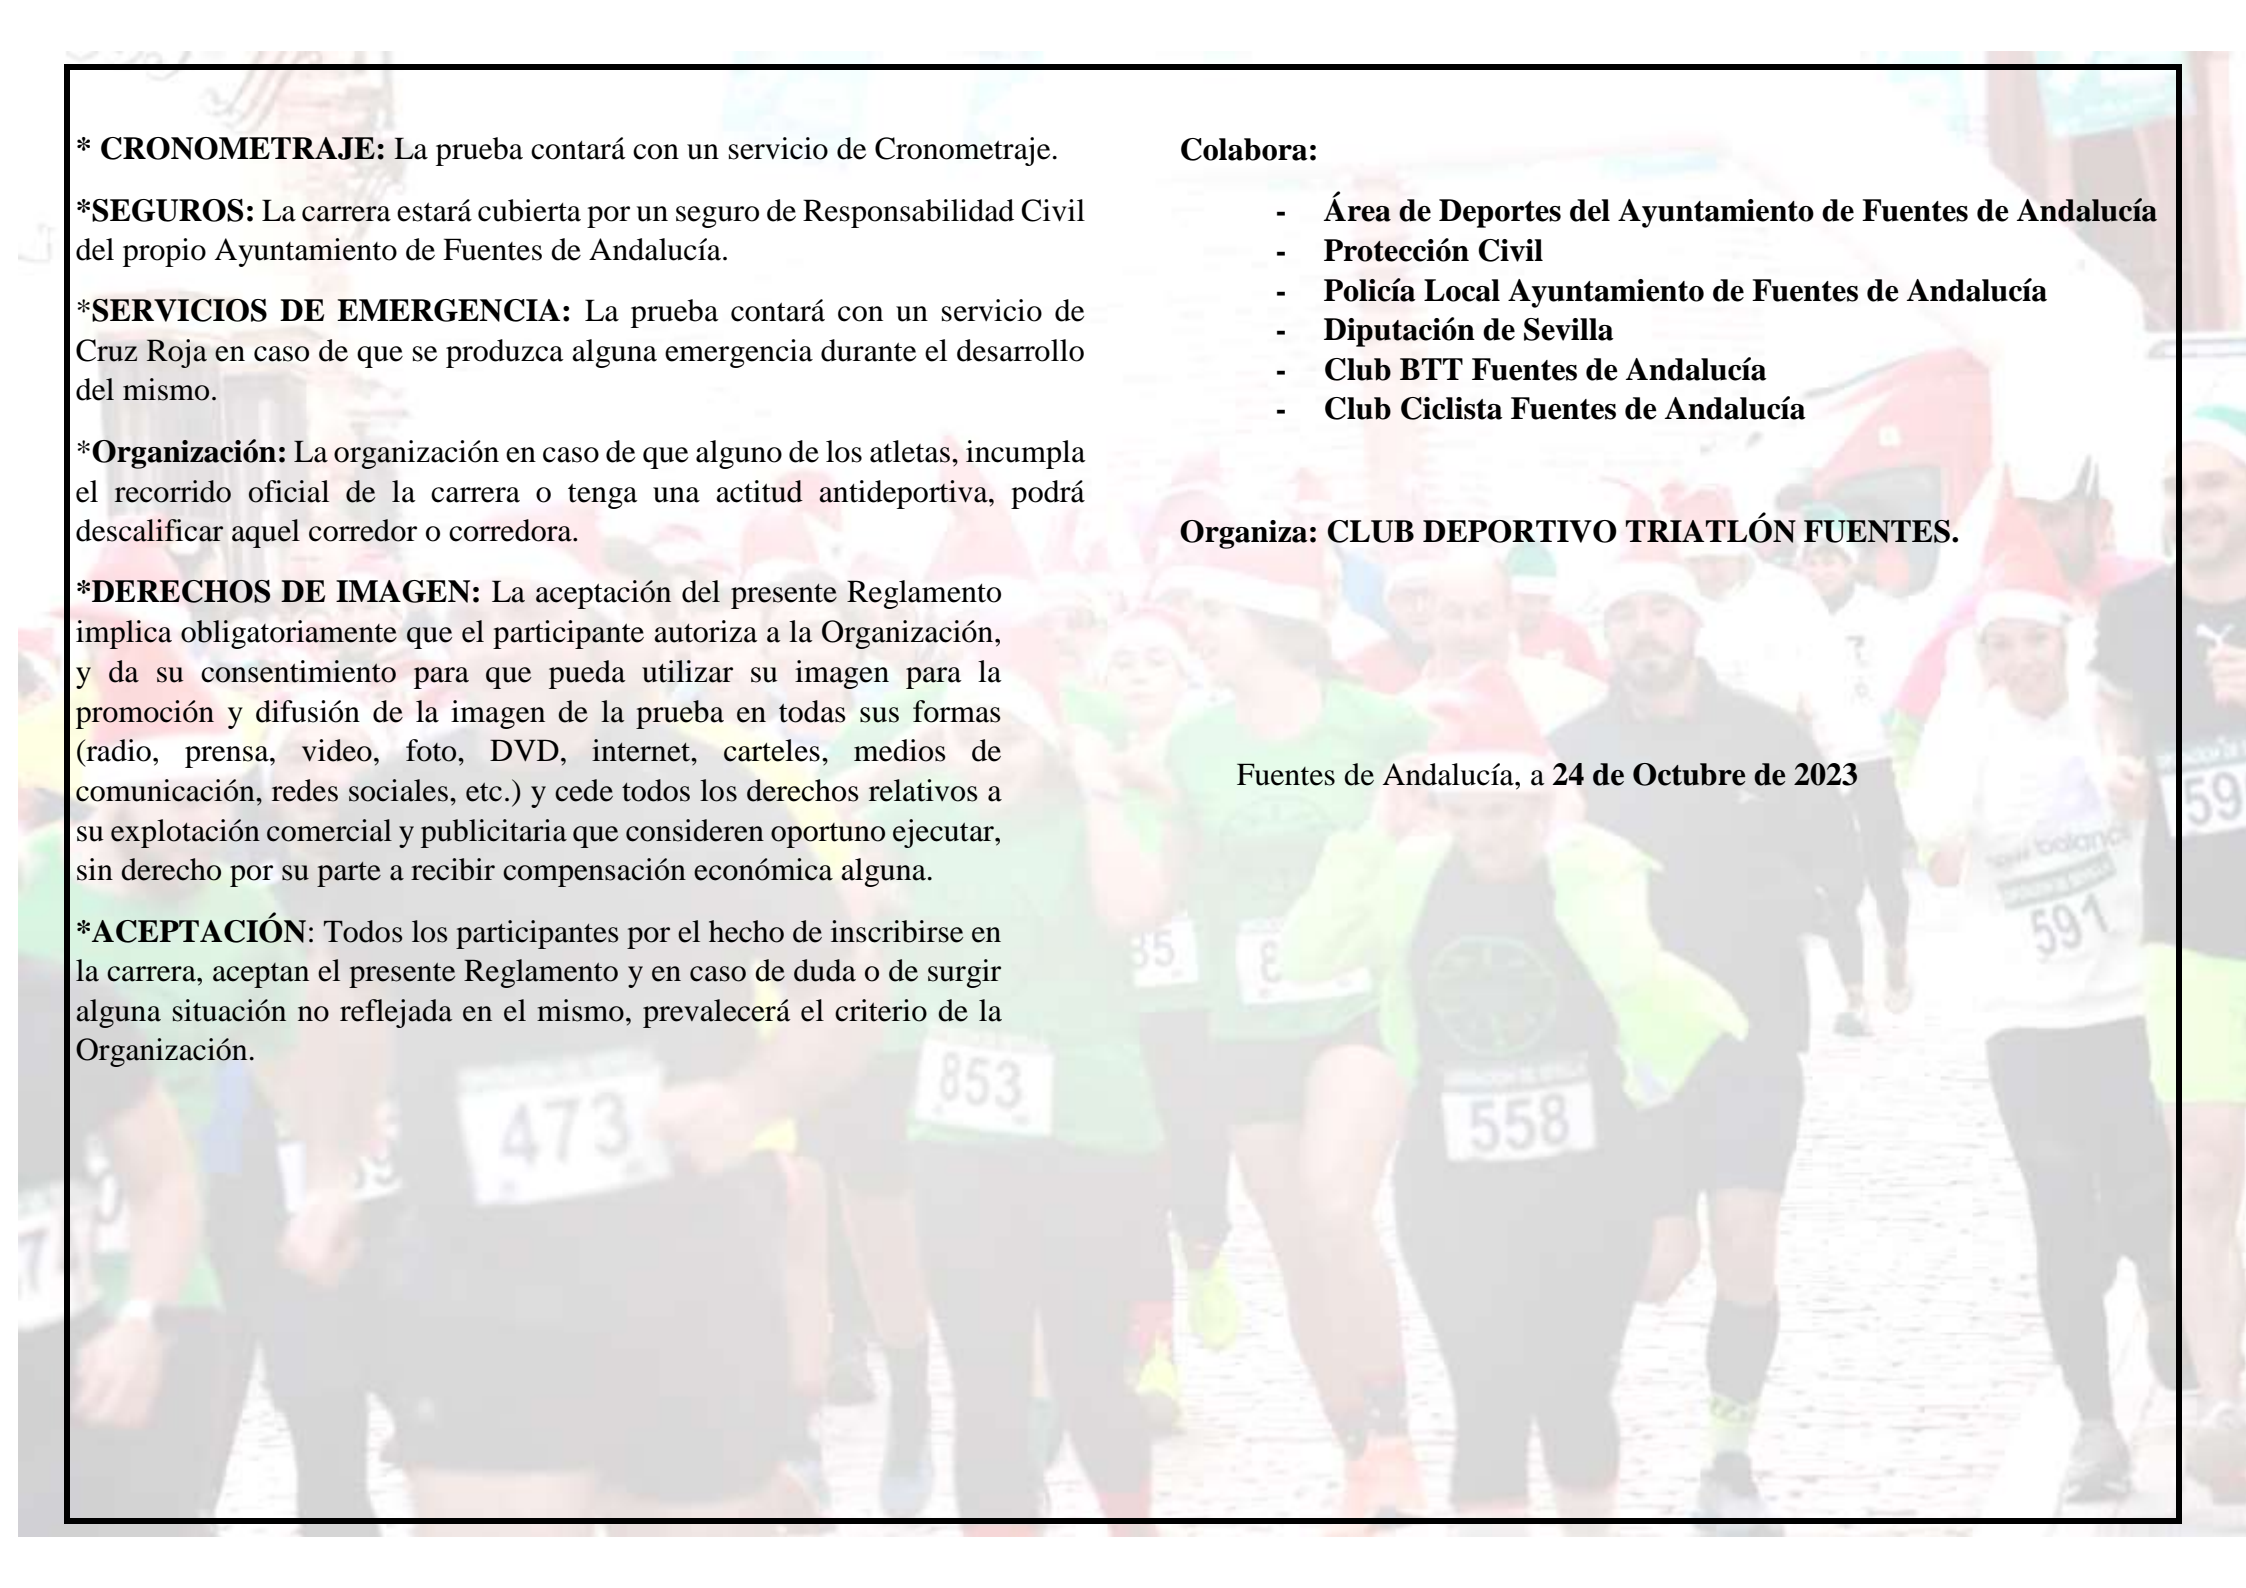 * CRONOMETRAJE: La prueba contará con un servicio de Cronometraje.
*SEGUROS: La carrera estará cubierta por un seguro de Responsabilidad Civil
del propio Ayuntamiento de Fuentes de Andalucía.
*SERVICIOS DE EMERGENCIA: La prueba contará con un servicio de
Cruz Roja en caso de que se produzca alguna emergencia durante el desarrollo
del mismo.
*Organización: La organización en caso de que alguno de los atletas, incumpla
el recorrido oficial de la carrera o tenga una actitud antideportiva, podrá
descalificar aquel corredor o corredora.
*DERECHOS DE IMAGEN: La aceptación del presente Reglamento
implica obligatoriamente que el participante autoriza a la Organización,
y da su consentimiento para que pueda utilizar su imagen para la
promoción y difusión de la imagen de la prueba en todas sus formas
(radio, prensa, video, foto, DVD, internet, carteles, medios de
comunicación, redes sociales, etc.) y cede todos los derechos relativos a
su explotación comercial y publicitaria que consideren oportuno ejecutar,
sin derecho por su parte a recibir compensación económica alguna.
*ACEPTACIÓN: Todos los participantes por el hecho de inscribirse en
la carrera, aceptan el presente Reglamento y en caso de duda o de surgir
alguna situación no reflejada en el mismo, prevalecerá el criterio de la
Organización.
Colabora:
- Área de Deportes del Ayuntamiento de Fuentes de Andalucía
- Protección Civil
- Policía Local Ayuntamiento de Fuentes de Andalucía
- Diputación de Sevilla
- Club BTT Fuentes de Andalucía
- Club Ciclista Fuentes de Andalucía
Organiza: CLUB DEPORTIVO TRIATLÓN FUENTES.
Fuentes de Andalucía, a 24 de Octubre de 2023
59
new balance
591
35
853
473
558